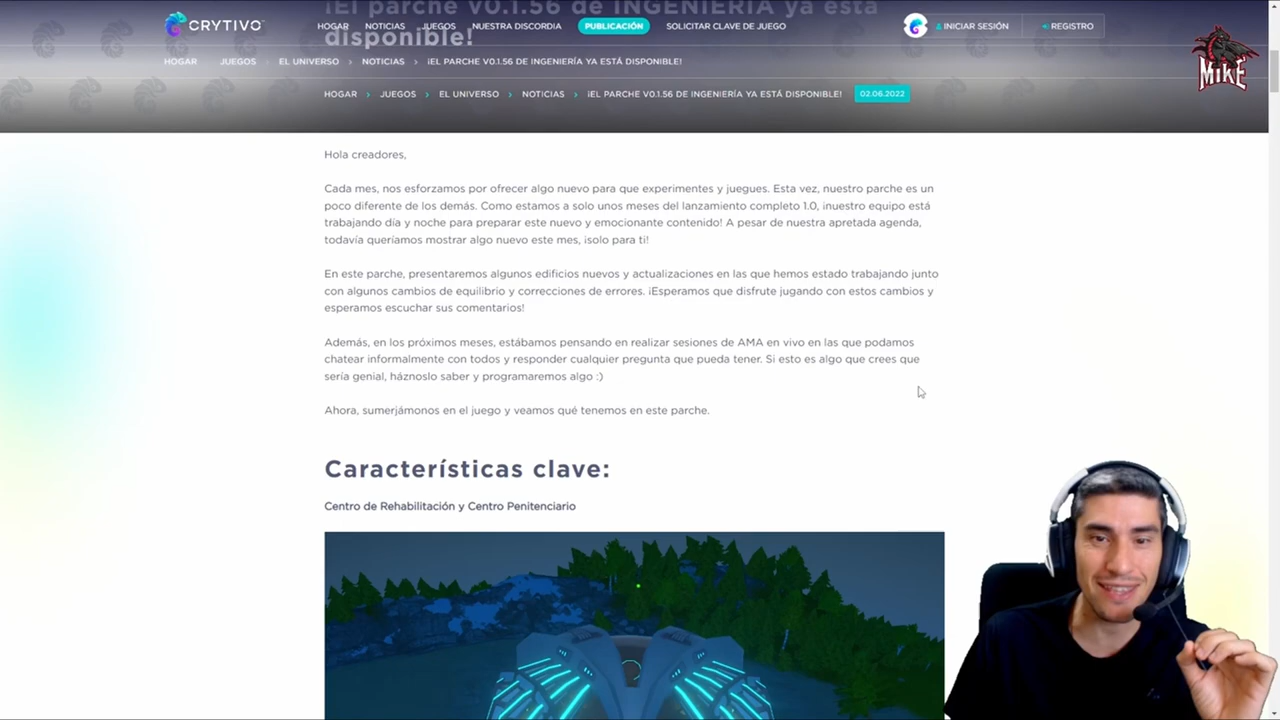 ¡El parche v0.1.56 de INGENIERÍA ya está
disponible!
CRYTIVO
HOGAR NOTICIAS JUEGOS NUESTRA DISCORDIA PUBLICACIÓN SOLICITAR CLAVE DE JUEGO INICIAR SESIÓN REGISTRO
MIKE
HOGAR JUEGOS EL UNIVERSO NOTICIAS ¡EL PARCHE V0.1.56 DE INGENIERÍA YA ESTÁ DISPONIBLE!
HOGAR JUEGOS EL UNIVERSO NOTICIAS ¡EL PARCHE V0.1.56 DE INGENIERÍA YA ESTÁ DISPONIBLE! 02.06.2022
Hola creadores,
Cada mes, nos esforzamos por ofrecer algo nuevo para que experimentes y juegues. Esta vez, nuestro parche es un
poco diferente de los demás. Como estamos a solo unos meses del lanzamiento completo 1.0, ¡nuestro equipo está
trabajando día y noche para preparar este nuevo y emocionante contenido! A pesar de nuestra apretada agenda,
todavía queríamos mostrar algo nuevo este mes, ¡solo para ti!
En este parche, presentaremos algunos edificios nuevos y actualizaciones en las que hemos estado trabajando junto
con algunos cambios de equilibrio y correcciones de errores. ¡Esperamos que disfrute jugando con estos cambios y
esperamos escuchar sus comentarios!
Además, en los próximos meses, estábamos pensando en realizar sesiones de AMA en vivo en las que podamos
chatear informalmente con todos y responder cualquier pregunta que pueda tener. Si esto es algo que crees que
sería genial, háznoslo saber y programaremos algo :)
Ahora, sumerjámonos en el juego y veamos qué tenemos en este parche.
Características clave:
Centro de Rehabilitación y Centro Penitenciario